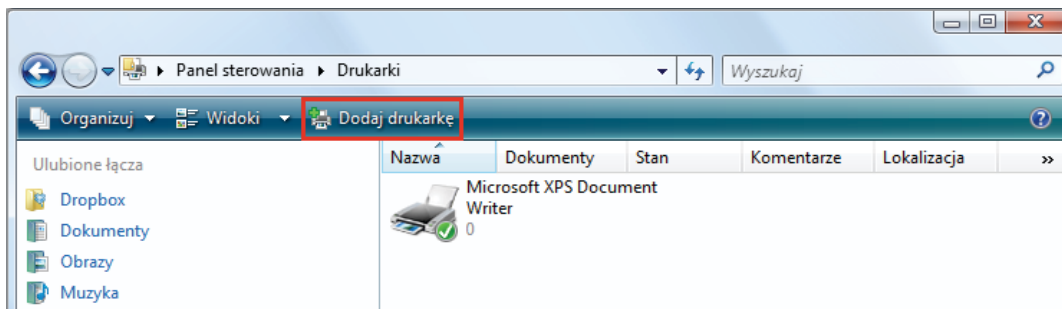 Panel sterowania Drukarki Wyszukaj
Organizuj Widoki Dodaj drukarkę ?
Ulubione łącza Nazwa Dokumenty Stan Komentarze Lokalizacja »
Dropbox
Dokumenty
Obrazy
Muzyka
Microsoft XPS Document
Writer
0